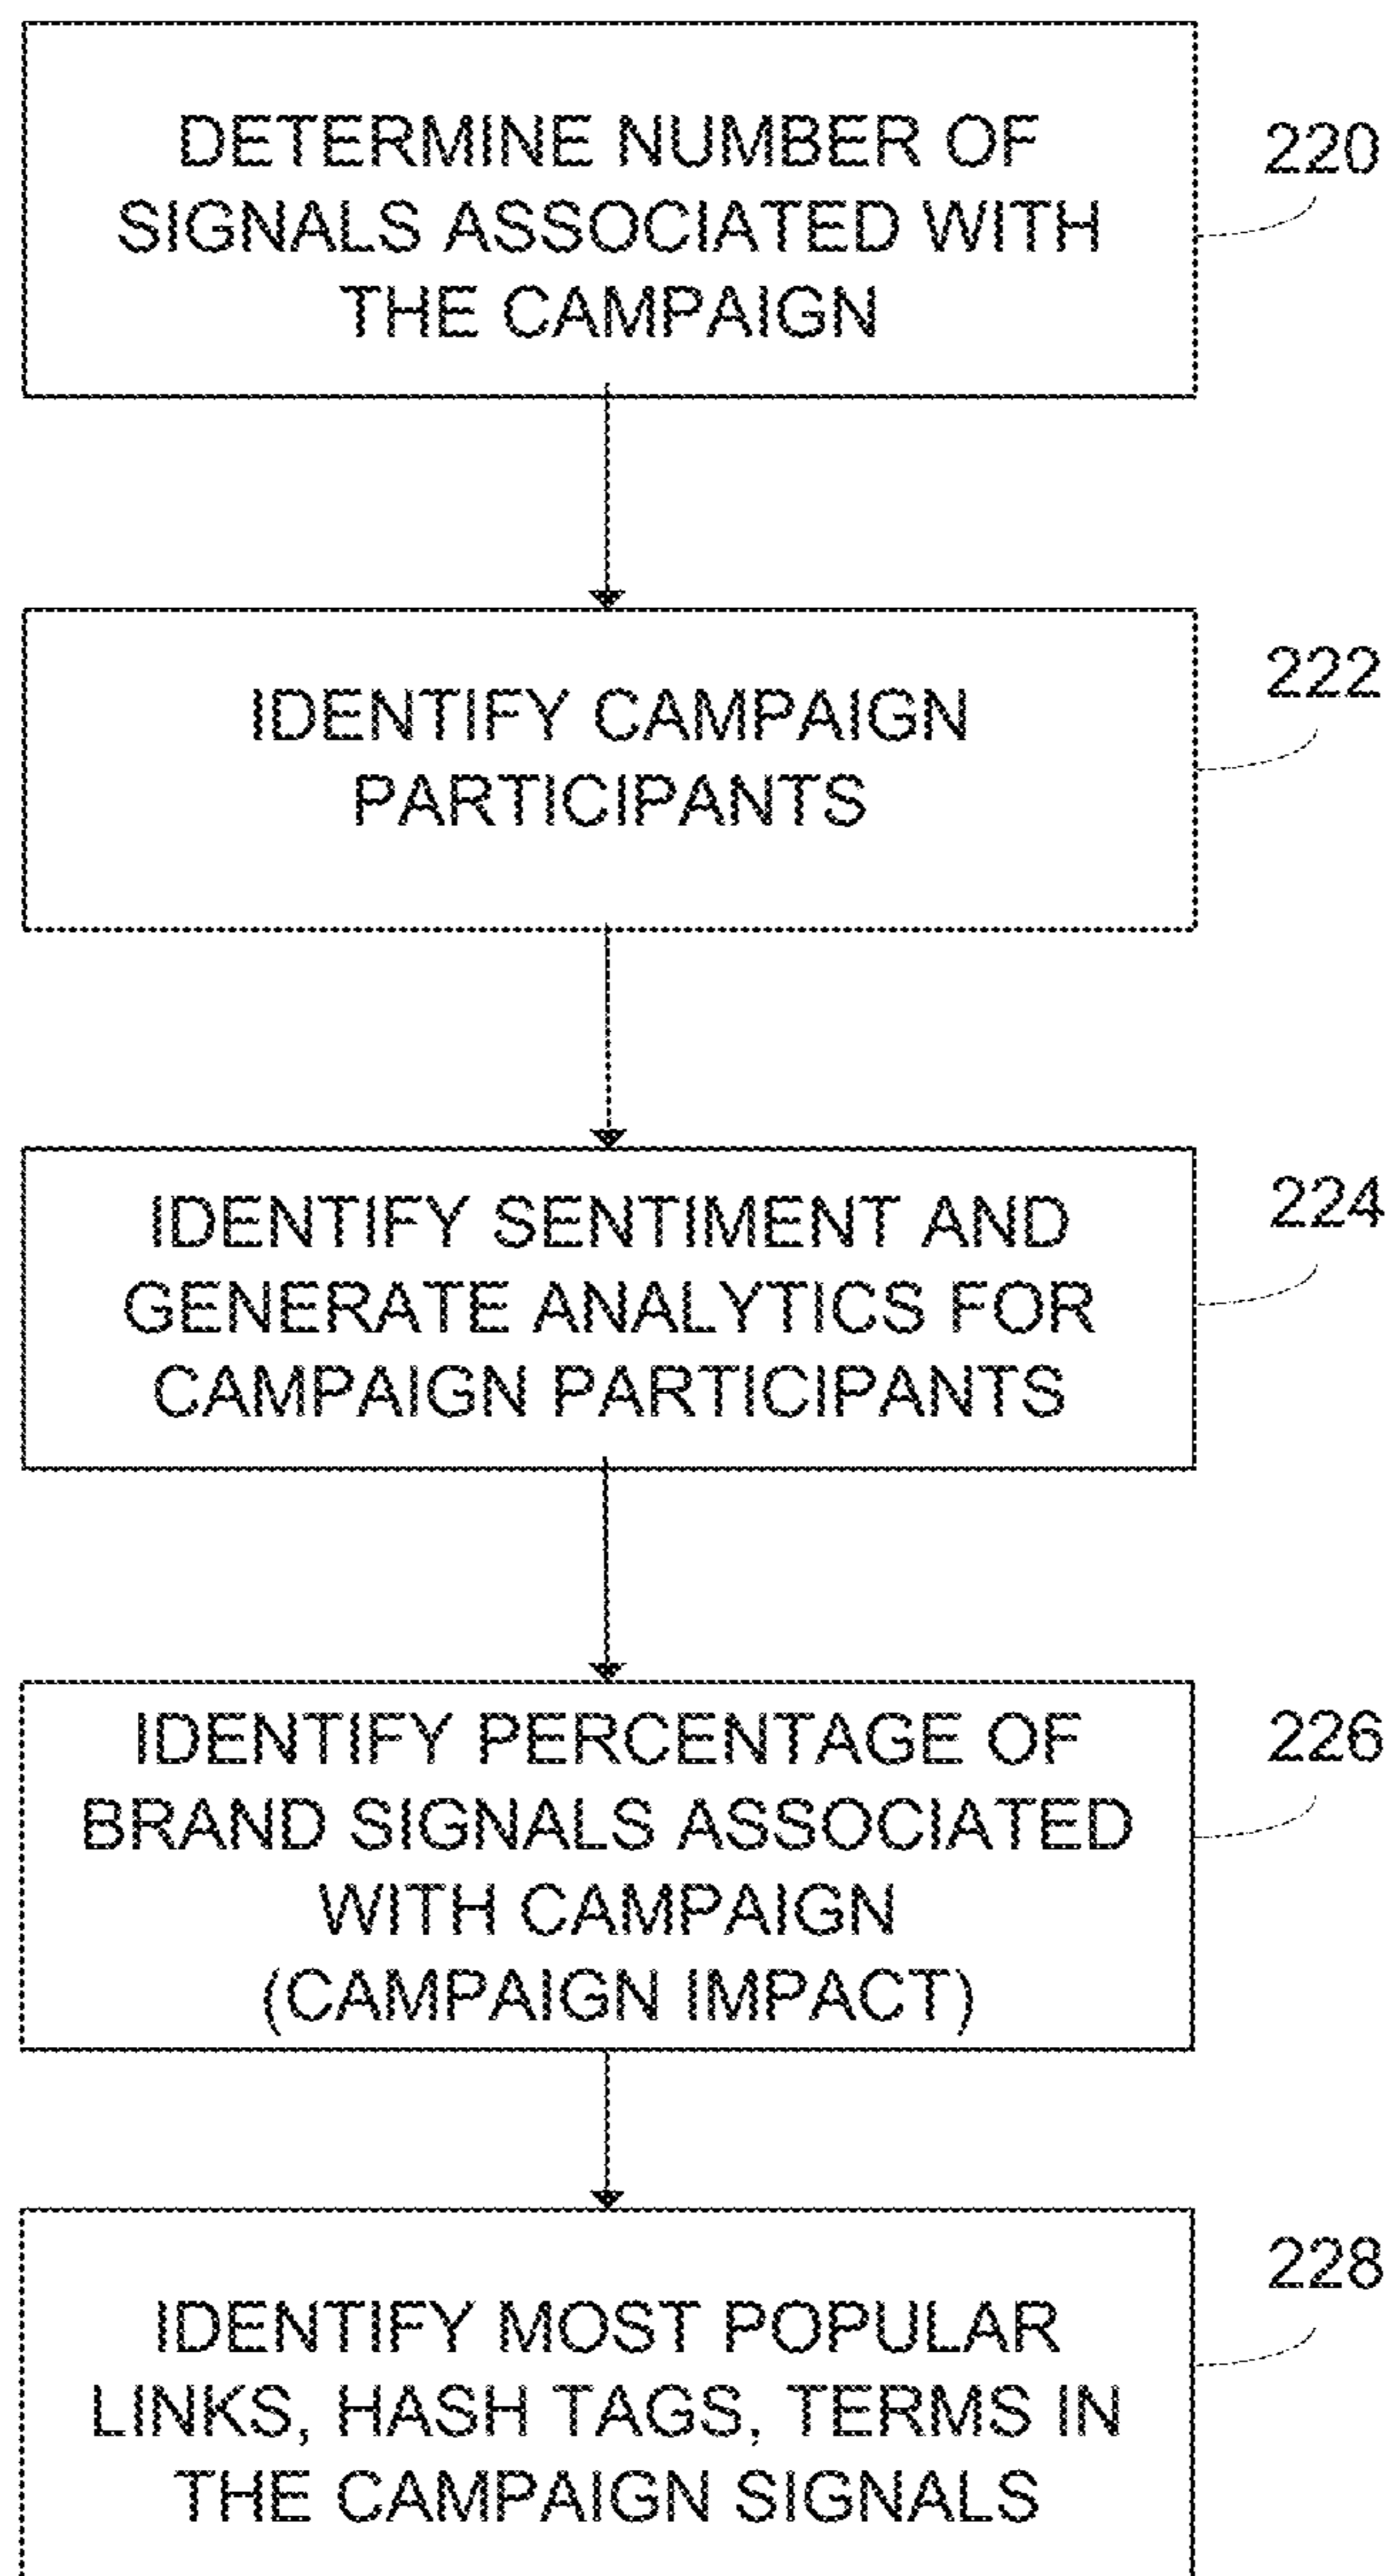 DETERMINE NUMBER OF
SIGNALS ASSOCIATED WITH
THE CAMPAIGN
220
IDENTIFY CAMPAIGN
PARTICIPANTS
222
IDENTIFY SENTIMENT AND
GENERATE ANALYTICS FOR
CAMPAIGN PARTICIPANTS
224
IDENTIFY PERCENTAGE OF
BRAND SIGNALS ASSOCIATED
WITH CAMPAIGN
(CAMPAIGN IMPACT)
226
IDENTIFY MOST POPULAR
LINKS, HASH TAGS, TERMS IN
THE CAMPAIGN SIGNALS
228